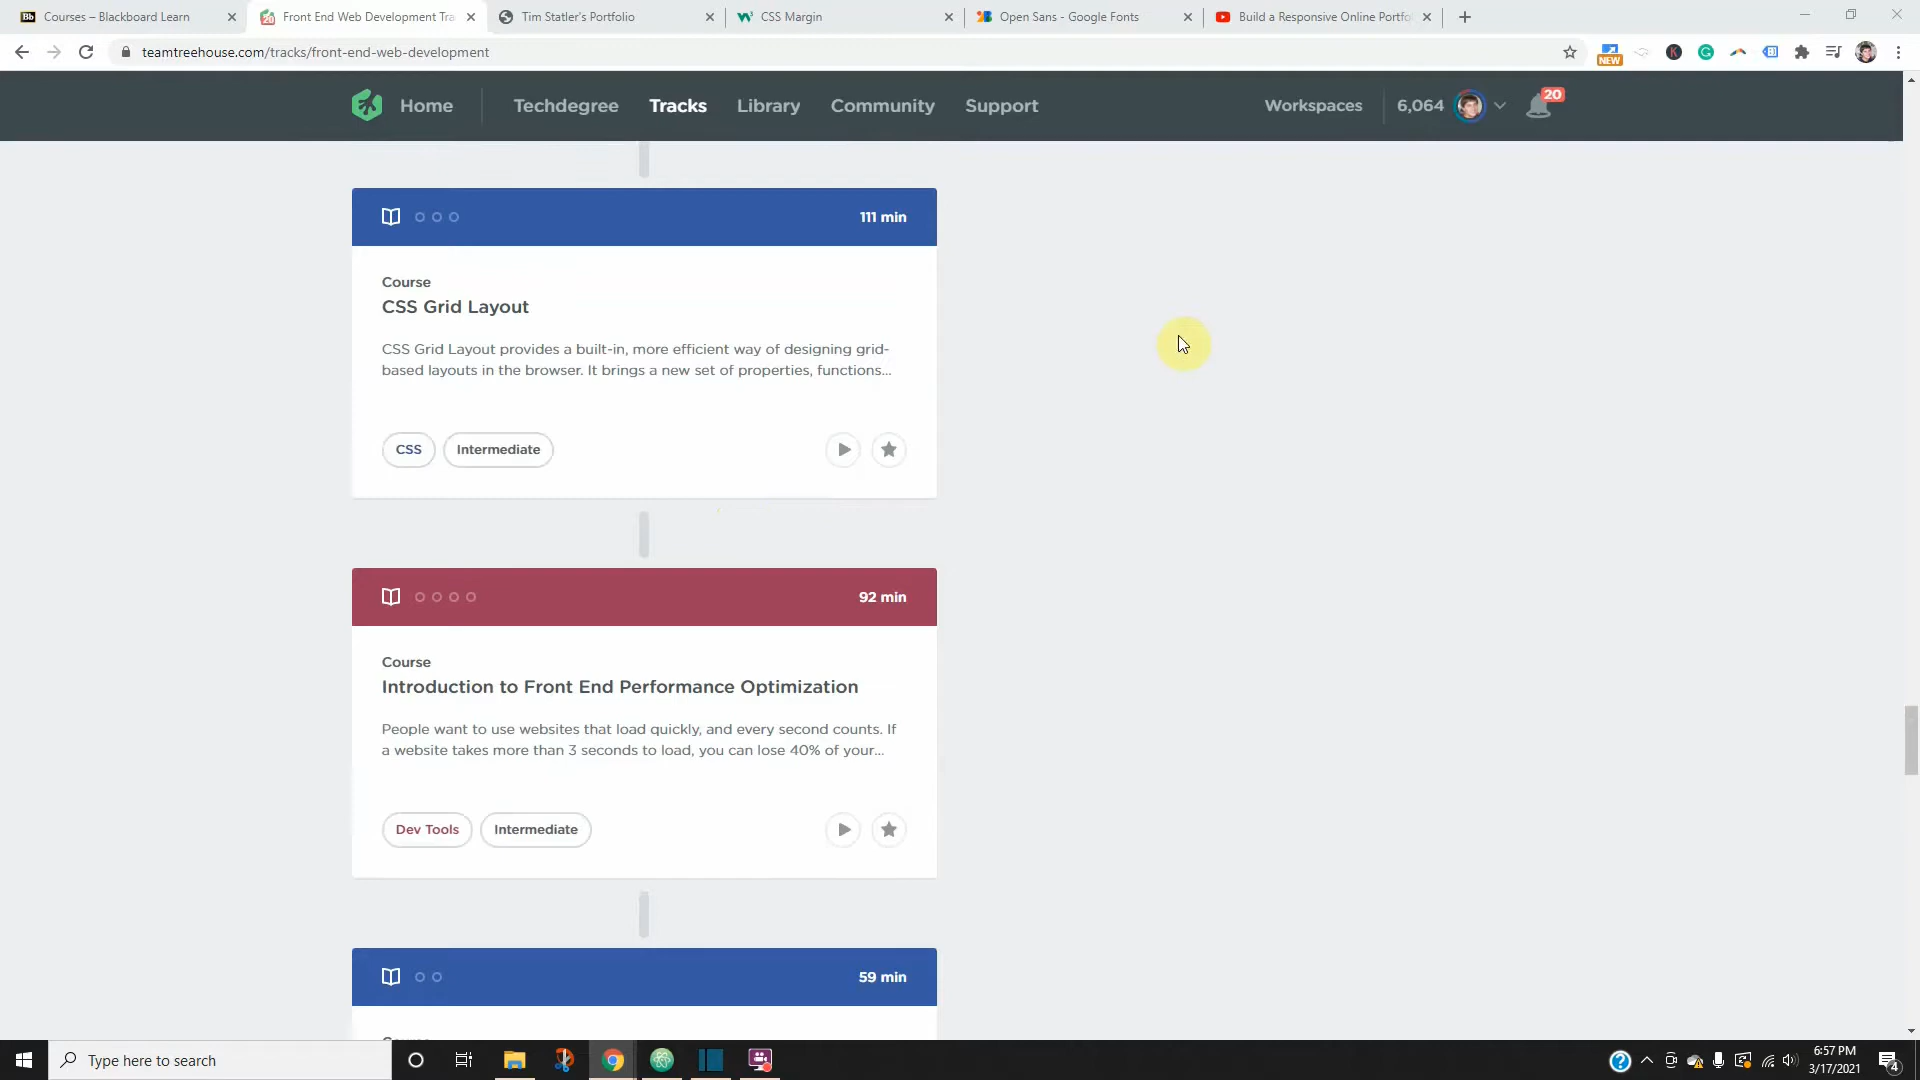 Bb Courses – Blackboard Learn
20 Front End Web Development Tra
Tim Statler's Portfolio
CSS Margin
Open Sans - Google Fonts
Build a Responsive Online Portfo
teamtreehouse.com/tracks/front-end-web-development
NEW
K
Home
Techdegree
Tracks
Library
Community
Support
Workspaces
6,064
20
111 min
Course
CSS Grid Layout
CSS Grid Layout provides a built-in, more efficient way of designing grid-
based layouts in the browser. It brings a new set of properties, functions...
CSS
Intermediate
92 min
Course
Introduction to Front End Performance Optimization
People want to use websites that load quickly, and every second counts. If
a website takes more than 3 seconds to load, you can lose 40% of your...
Dev Tools
Intermediate
59 min
Type here to search
6:57 PM
3/17/2021
4